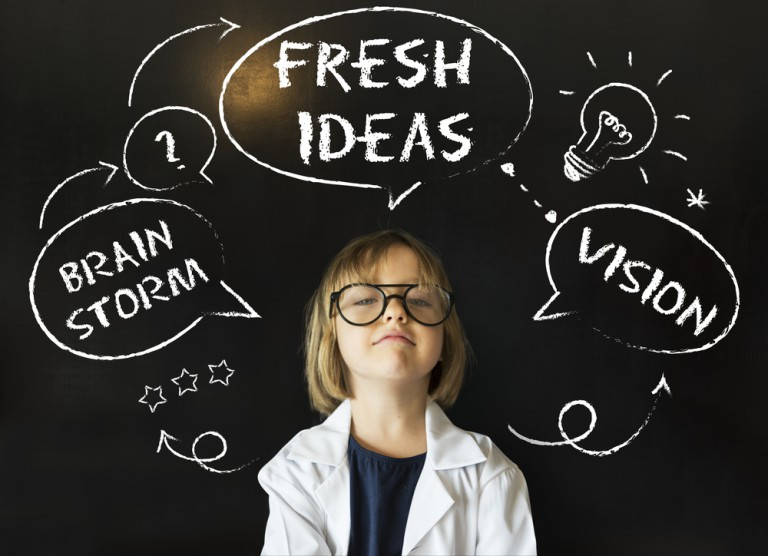 FRESH
IDEAS
?
BRAIN
STORM
VISION